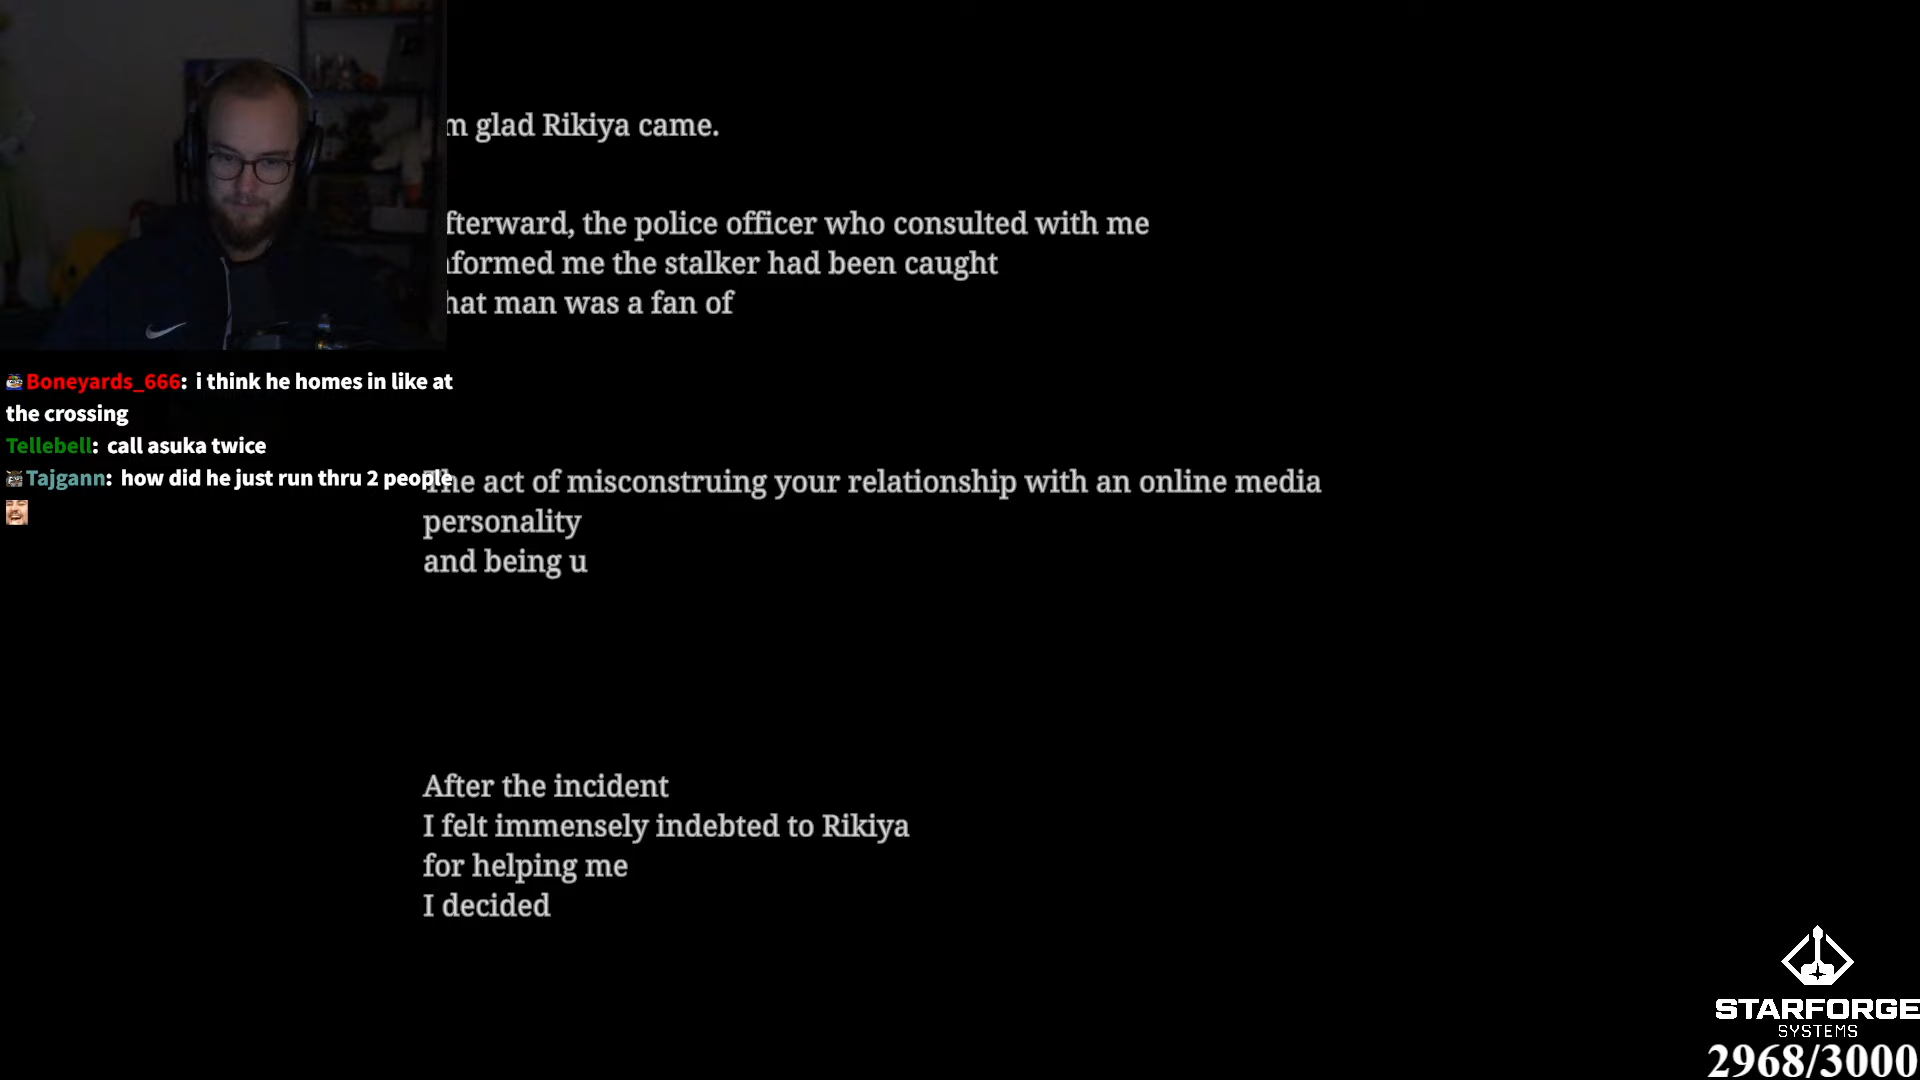 m glad Rikiya came.
fterward, the police officer who consulted with me
formed me the stalker had been caught
hat man was a fan of
Boneyards_666: i think he homes in like at
the crossing
Tellebell: call asuka twice
Tajgann: how did he just run thru 2 people
The act of misconstruing your relationship with an online media
personality
and being u
After the incident
I felt immensely indebted to Rikiya
for helping me
I decided
STARFORGE
SYSTEMS
2968/3000